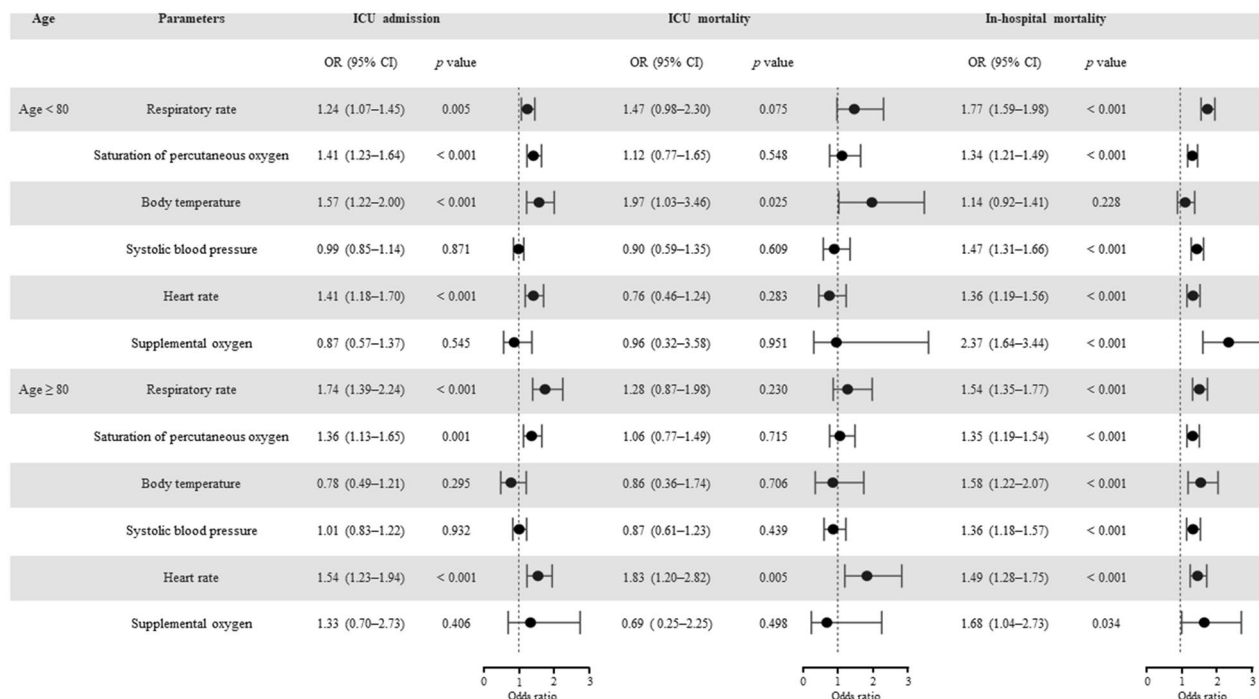 Age Parameters ICU admission ICU mortality In-hospital mortality
OR (95% CI) p value OR (95% CI) p value OR (95% CI) p value
Age < 80 Respiratory rate 1.24 (1.07–1.45) 0.005 1.47 (0.98–2.30) 0.075 1.77 (1.59–1.98) < 0.001
Saturation of percutaneous oxygen 1.41 (1.23–1.64) < 0.001 1.12 (0.77–1.65) 0.548 1.34 (1.21–1.49) < 0.001
Body temperature 1.57 (1.22–2.00) < 0.001 1.97 (1.03–3.46) 0.025 1.14 (0.92–1.41) 0.228
Systolic blood pressure 0.99 (0.85–1.14) 0.871 0.90 (0.59–1.35) 0.609 1.47 (1.31–1.66) < 0.001
Heart rate 1.41 (1.18–1.70) < 0.001 0.76 (0.46–1.24) 0.283 1.36 (1.19–1.56) < 0.001
Supplemental oxygen 0.87 (0.57–1.37) 0.545 0.96 (0.32–3.58) 0.951 2.37 (1.64–3.44) < 0.001
Age ≥ 80 Respiratory rate 1.74 (1.39–2.24) < 0.001 1.28 (0.87–1.98) 0.230 1.54 (1.35–1.77) < 0.001
Saturation of percutaneous oxygen 1.36 (1.13–1.65) 0.001 1.06 (0.77–1.49) 0.715 1.35 (1.19–1.54) < 0.001
Body temperature 0.78 (0.49–1.21) 0.295 0.86 (0.36–1.74) 0.706 1.58 (1.22–2.07) < 0.001
Systolic blood pressure 1.01 (0.83–1.22) 0.932 0.87 (0.61–1.23) 0.439 1.36 (1.18–1.57) < 0.001
Heart rate 1.54 (1.23–1.94) < 0.001 1.83 (1.20–2.82) 0.005 1.49 (1.28–1.75) < 0.001
Supplemental oxygen 1.33 (0.70–2.73) 0.406 0.69 ( 0.25–2.25) 0.498 1.68 (1.04–2.73) 0.034
0 1 2 3 0 1 2 3 0 1 2 3
Odds ratio Odds ratio Odds ratio